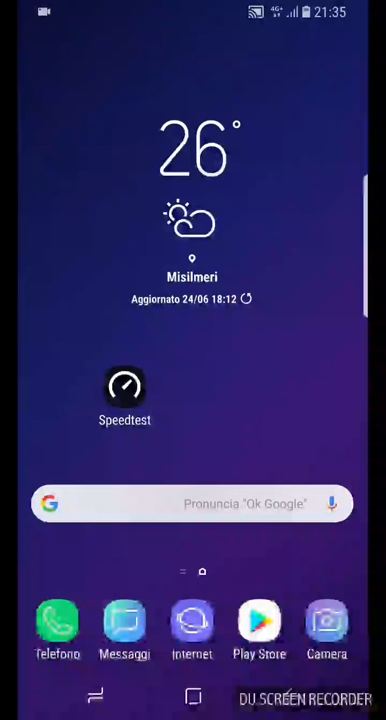 4G+ 21:35
26°
Misilmeri
Aggiornato 24/06 18:12
Speedtest
G Pronuncia "Ok Google"
Telefono Messaggi Internet Play Store Camera
DU SCREEN RECORDER